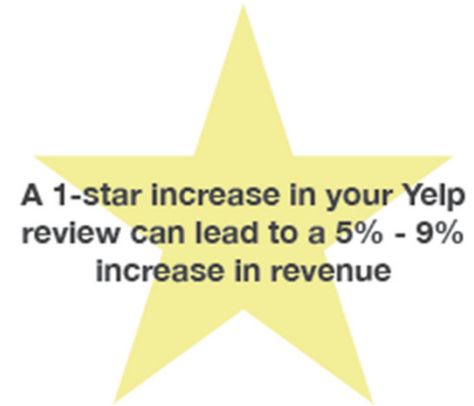 A 1-star increase in your Yelp
review can lead to a 5% - 9%
increase in revenue